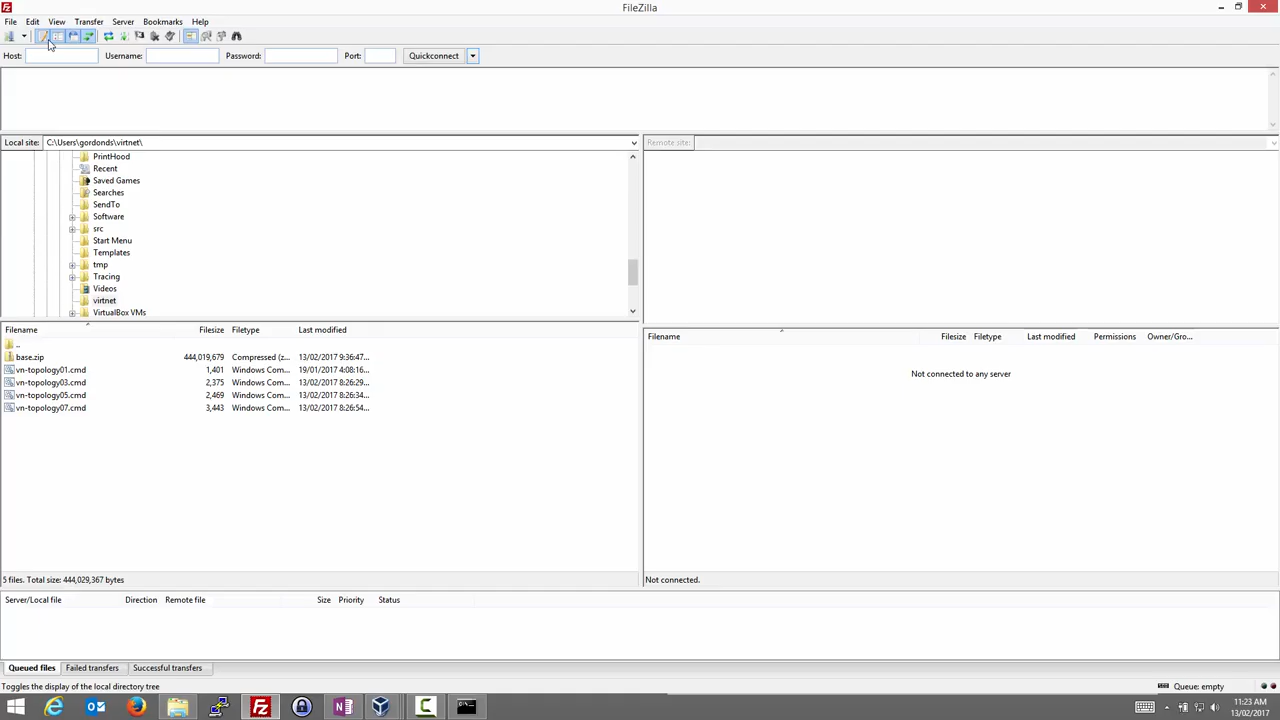 FileZilla
File Edit View Transfer Server Bookmarks Help
Host: Username: Password: Port: Quickconnect
Local site: C:\Users\gordonds\virtnet\
Remote site:
PrintHood
Recent
Saved Games
Searches
SendTo
Software
src
Start Menu
Templates
tmp
Tracing
Videos
virtnet
VirtualBox VMs
Filename Filesize Filetype Last modified
..
base.zip 444,019,679 Compressed (z... 13/02/2017 9:36:47...
vn-topology01.cmd 1,401 Windows Com... 19/01/2017 4:08:16...
vn-topology03.cmd 2,375 Windows Com... 13/02/2017 8:26:29...
vn-topology05.cmd 2,469 Windows Com... 13/02/2017 8:26:34...
vn-topology07.cmd 3,443 Windows Com... 13/02/2017 8:26:54...
5 files. Total size: 444,029,367 bytes
Filename Filesize Filetype Last modified Permissions Owner/Gro...
Not connected to any server
Not connected.
Server/Local file Direction Remote file Size Priority Status
Queued files Failed transfers Successful transfers
Toggles the display of the local directory tree
Queue: empty
11:23 AM
13/02/2017